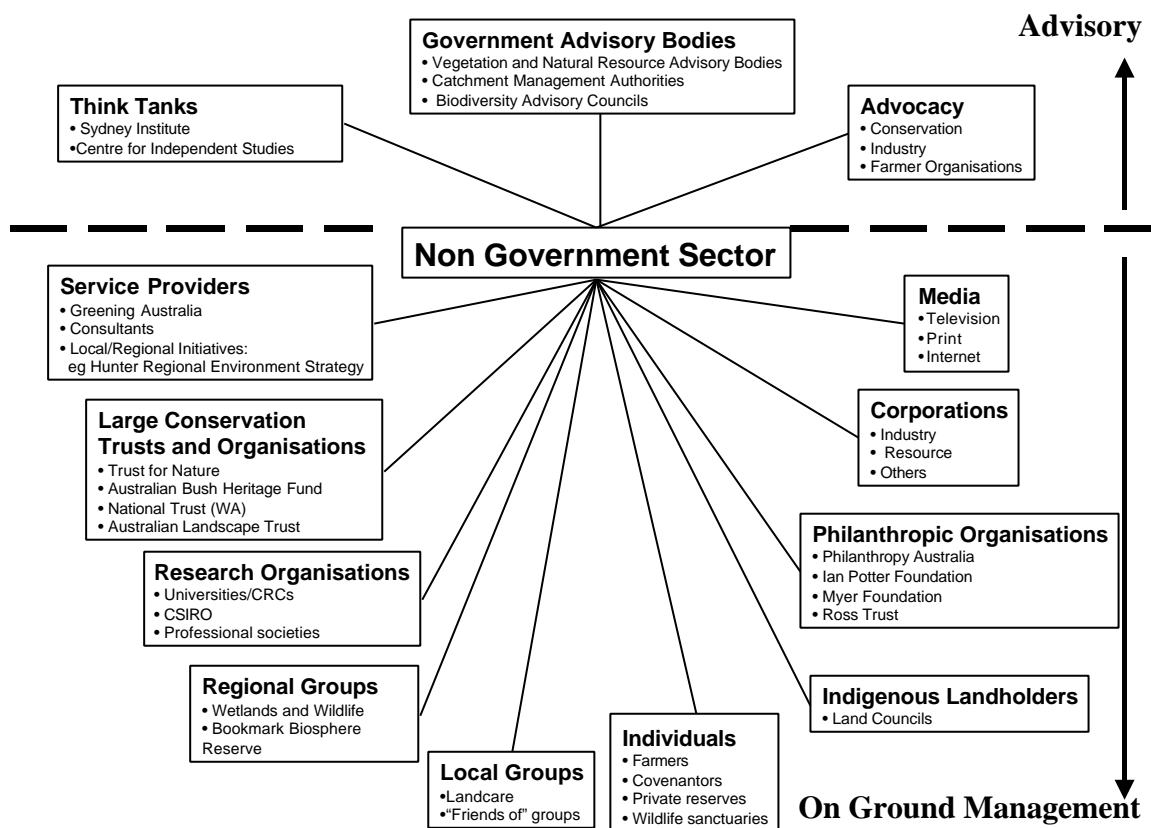 Advisory
Government Advisory Bodies
• Vegetation and Natural Resource Advisory Bodies
• Catchment Management Authorities
• Biodiversity Advisory Councils
Think Tanks
• Sydney Institute
•Centre for Independent Studies
Advocacy
• Conservation
• Industry
• Farmer Organisations
Non Government Sector
Service Providers
• Greening Australia
• Consultants
• Local/Regional Initiatives:
eg Hunter Regional Environment Strategy
Media
• Television
• Print
• Internet
Large Conservation
Trusts and Organisations
• Trust for Nature
• Australian Bush Heritage Fund
• National Trust (WA)
• Australian Landscape Trust
Corporations
• Industry
• Resource
• Others
Research Organisations
• Universities/CRCs
• CSIRO
• Professional societies
Philanthropic Organisations
• Philanthropy Australia
• Ian Potter Foundation
• Myer Foundation
• Ross Trust
Regional Groups
• Wetlands and Wildlife
• Bookmark Biosphere
Reserve
Indigenous Landholders
• Land Councils
Local Groups
•Landcare
•“Friends of” groups
Individuals
• Farmers
• Covenantors
• Private reserves
• Wildlife sanctuaries
On Ground Management